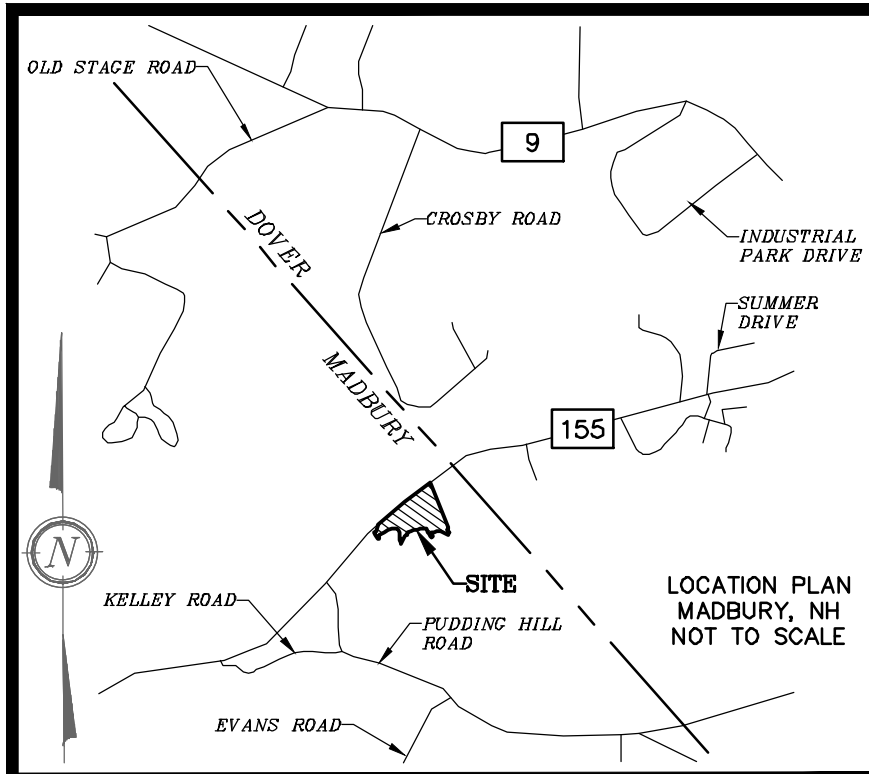 OLD STAGE ROAD
9
DOVER
CROSBY ROAD
INDUSTRIAL
PARK DRIVE
SUMMER
DRIVE
MADBURY
155
N
SITE
KELLEY ROAD
PUDDING HILL
ROAD
LOCATION PLAN
MADBURY, NH
NOT TO SCALE
EVANS ROAD